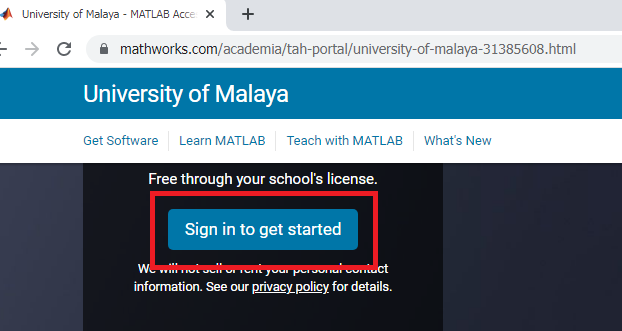 University of Malaya - MATLAB Acce
mathworks.com/academia/tah-portal/university-of-malaya-31385608.html
University of Malaya
Get Software Learn MATLAB Teach with MATLAB What's New
Free through your school's license.
Sign in to get started
We will not sell or rent your personal contact
information. See our privacy policy for details.